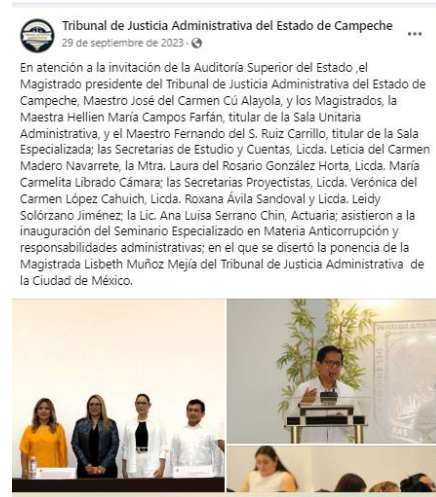 Tribunal de Justicia Administrativa del Estado de Campeche
29 de septiembre de 2023 ·
En atención a la invitación de la Auditoría Superior del Estado ,el
Magistrado presidente del Tribunal de Justicia Administrativa del Estado de
Campeche, Maestro José del Carmen Cú Alayola, y los Magistrados, la
Maestra Hellien María Campos Farfán, titular de la Sala Unitaria
Administrativa, y el Maestro Fernando del S. Ruiz Carrillo, titular de la Sala
Especializada; las Secretarias de Estudio y Cuentas, Licda. Leticia del Carmen
Madero Navarrete, la Mtra. Laura del Rosario González Horta, Licda. María
Carmelita Librado Cámara; las Secretarias Proyectistas, Licda. Verónica del
Carmen López Cahuich, Licda. Roxana Ávila Sandoval y Licda. Leidy
Solórzano Jiménez; la Lic. Ana Luisa Serrano Chin, Actuaria; asistieron a la
inauguración del Seminario Especializado en Materia Anticorrupción y
responsabilidades administrativas; en el que se disertó la ponencia de la
Magistrada Lisbeth Muñoz Mejía del Tribunal de Justicia Administrativa de
la Ciudad de México.